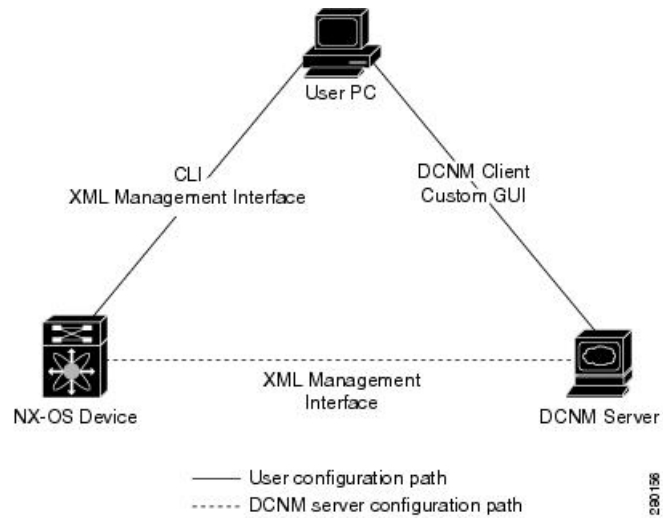 User PC
CLI
XML Management Interface
DCNM Client
Custom GUI
XML Management
Interface
NX-OS Device
DCNM Server
User configuration path
DCNM server configuration path
280156